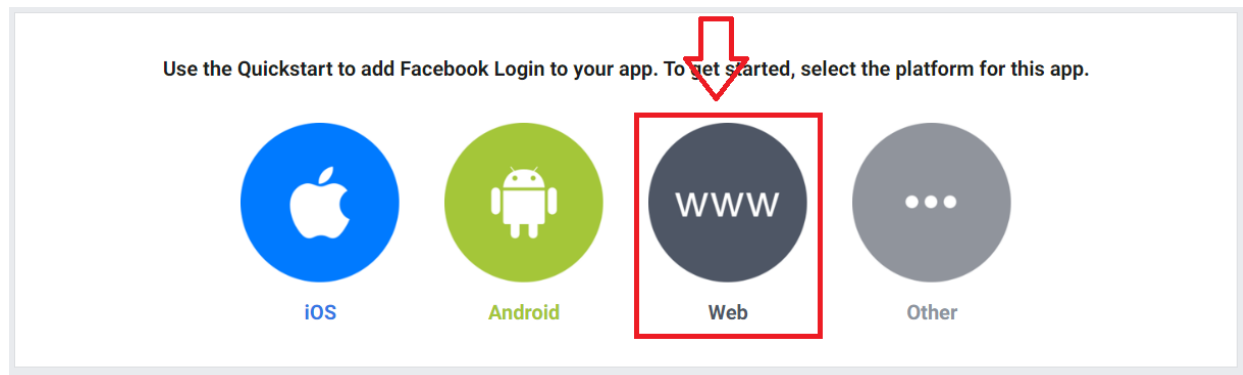 Use the Quickstart to add Facebook Login to your app. To get started, select the platform for this app.
www
iOS
Android
Web
Other